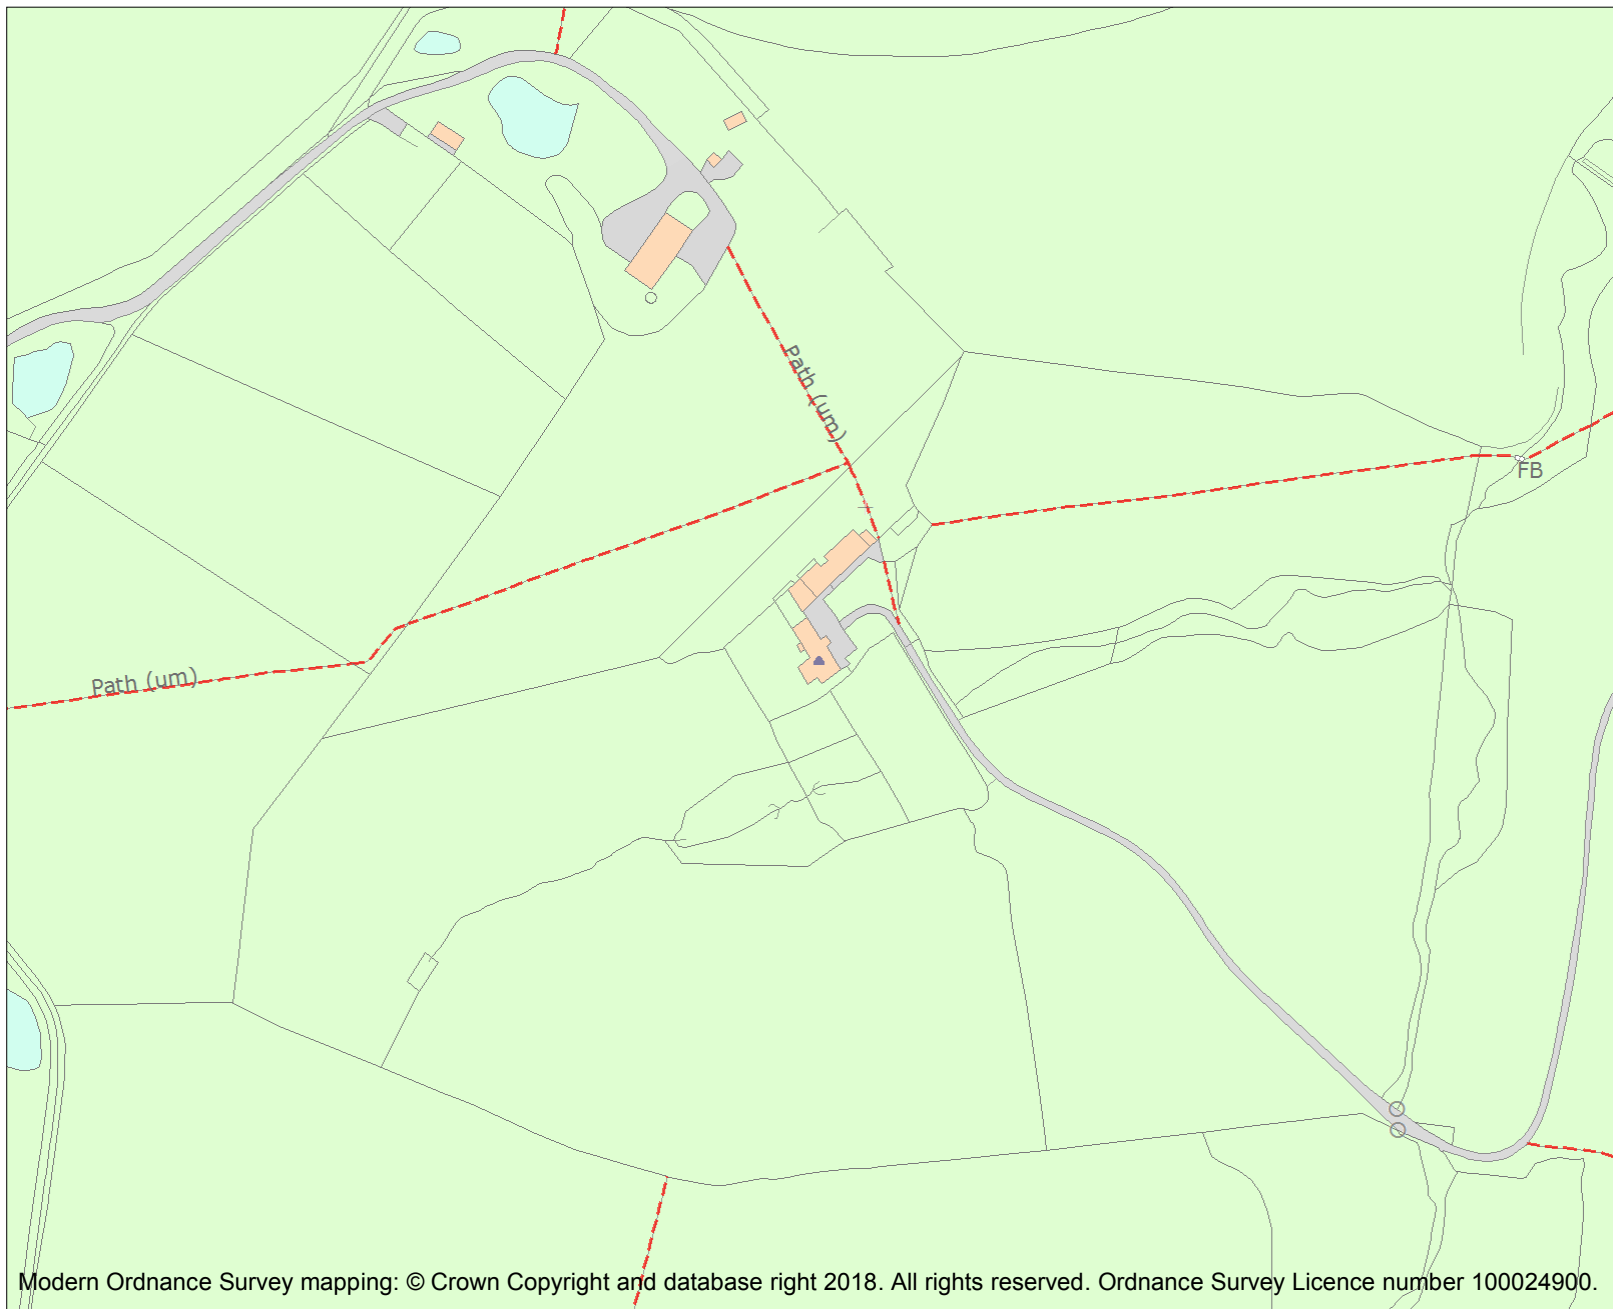 Path (um)
FB
Path (um)
Modern Ordnance Survey mapping: © Crown Copyright and database right 2018. All rights reserved. Ordnance Survey Licence number 100024900.